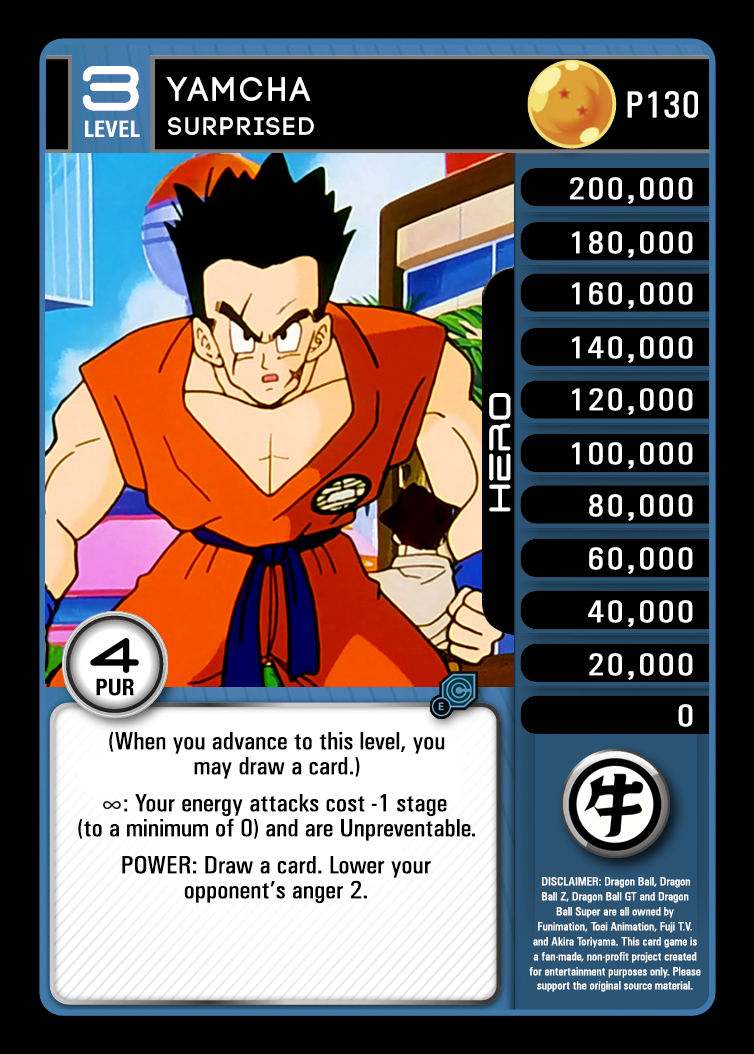 3
LEVEL
YAMCHA
SURPRISED
P130
200,000
180,000
160,000
140,000
120,000
100,000
80,000
60,000
40,000
20,000
0
HERO
4
PUR
E
(When you advance to this level, you
may draw a card.)
∞: Your energy attacks cost -1 stage
(to a minimum of 0) and are Unpreventable.
POWER: Draw a card. Lower your
opponent's anger 2.
牛
DISCLAIMER: Dragon Ball, Dragon
Ball Z, Dragon Ball GT and Dragon
Ball Super are all owned by
Funimation, Toei Animation, Fuji T.V.
and Akira Toriyama. This card game is
a fan-made, non-profit project created
for entertainment purposes only. Please
support the original source material.